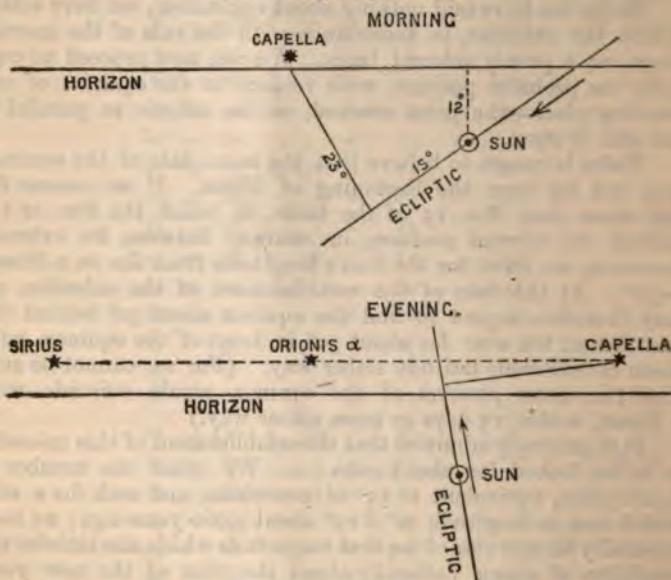 MORNING
CAPELLA
HORIZON
12°
SUN
23°
15°
ECLIPTIC
EVENING.
SIRIUS
ORIONIS α
CAPELLA
HORIZON
SUN
ECLIPTIC